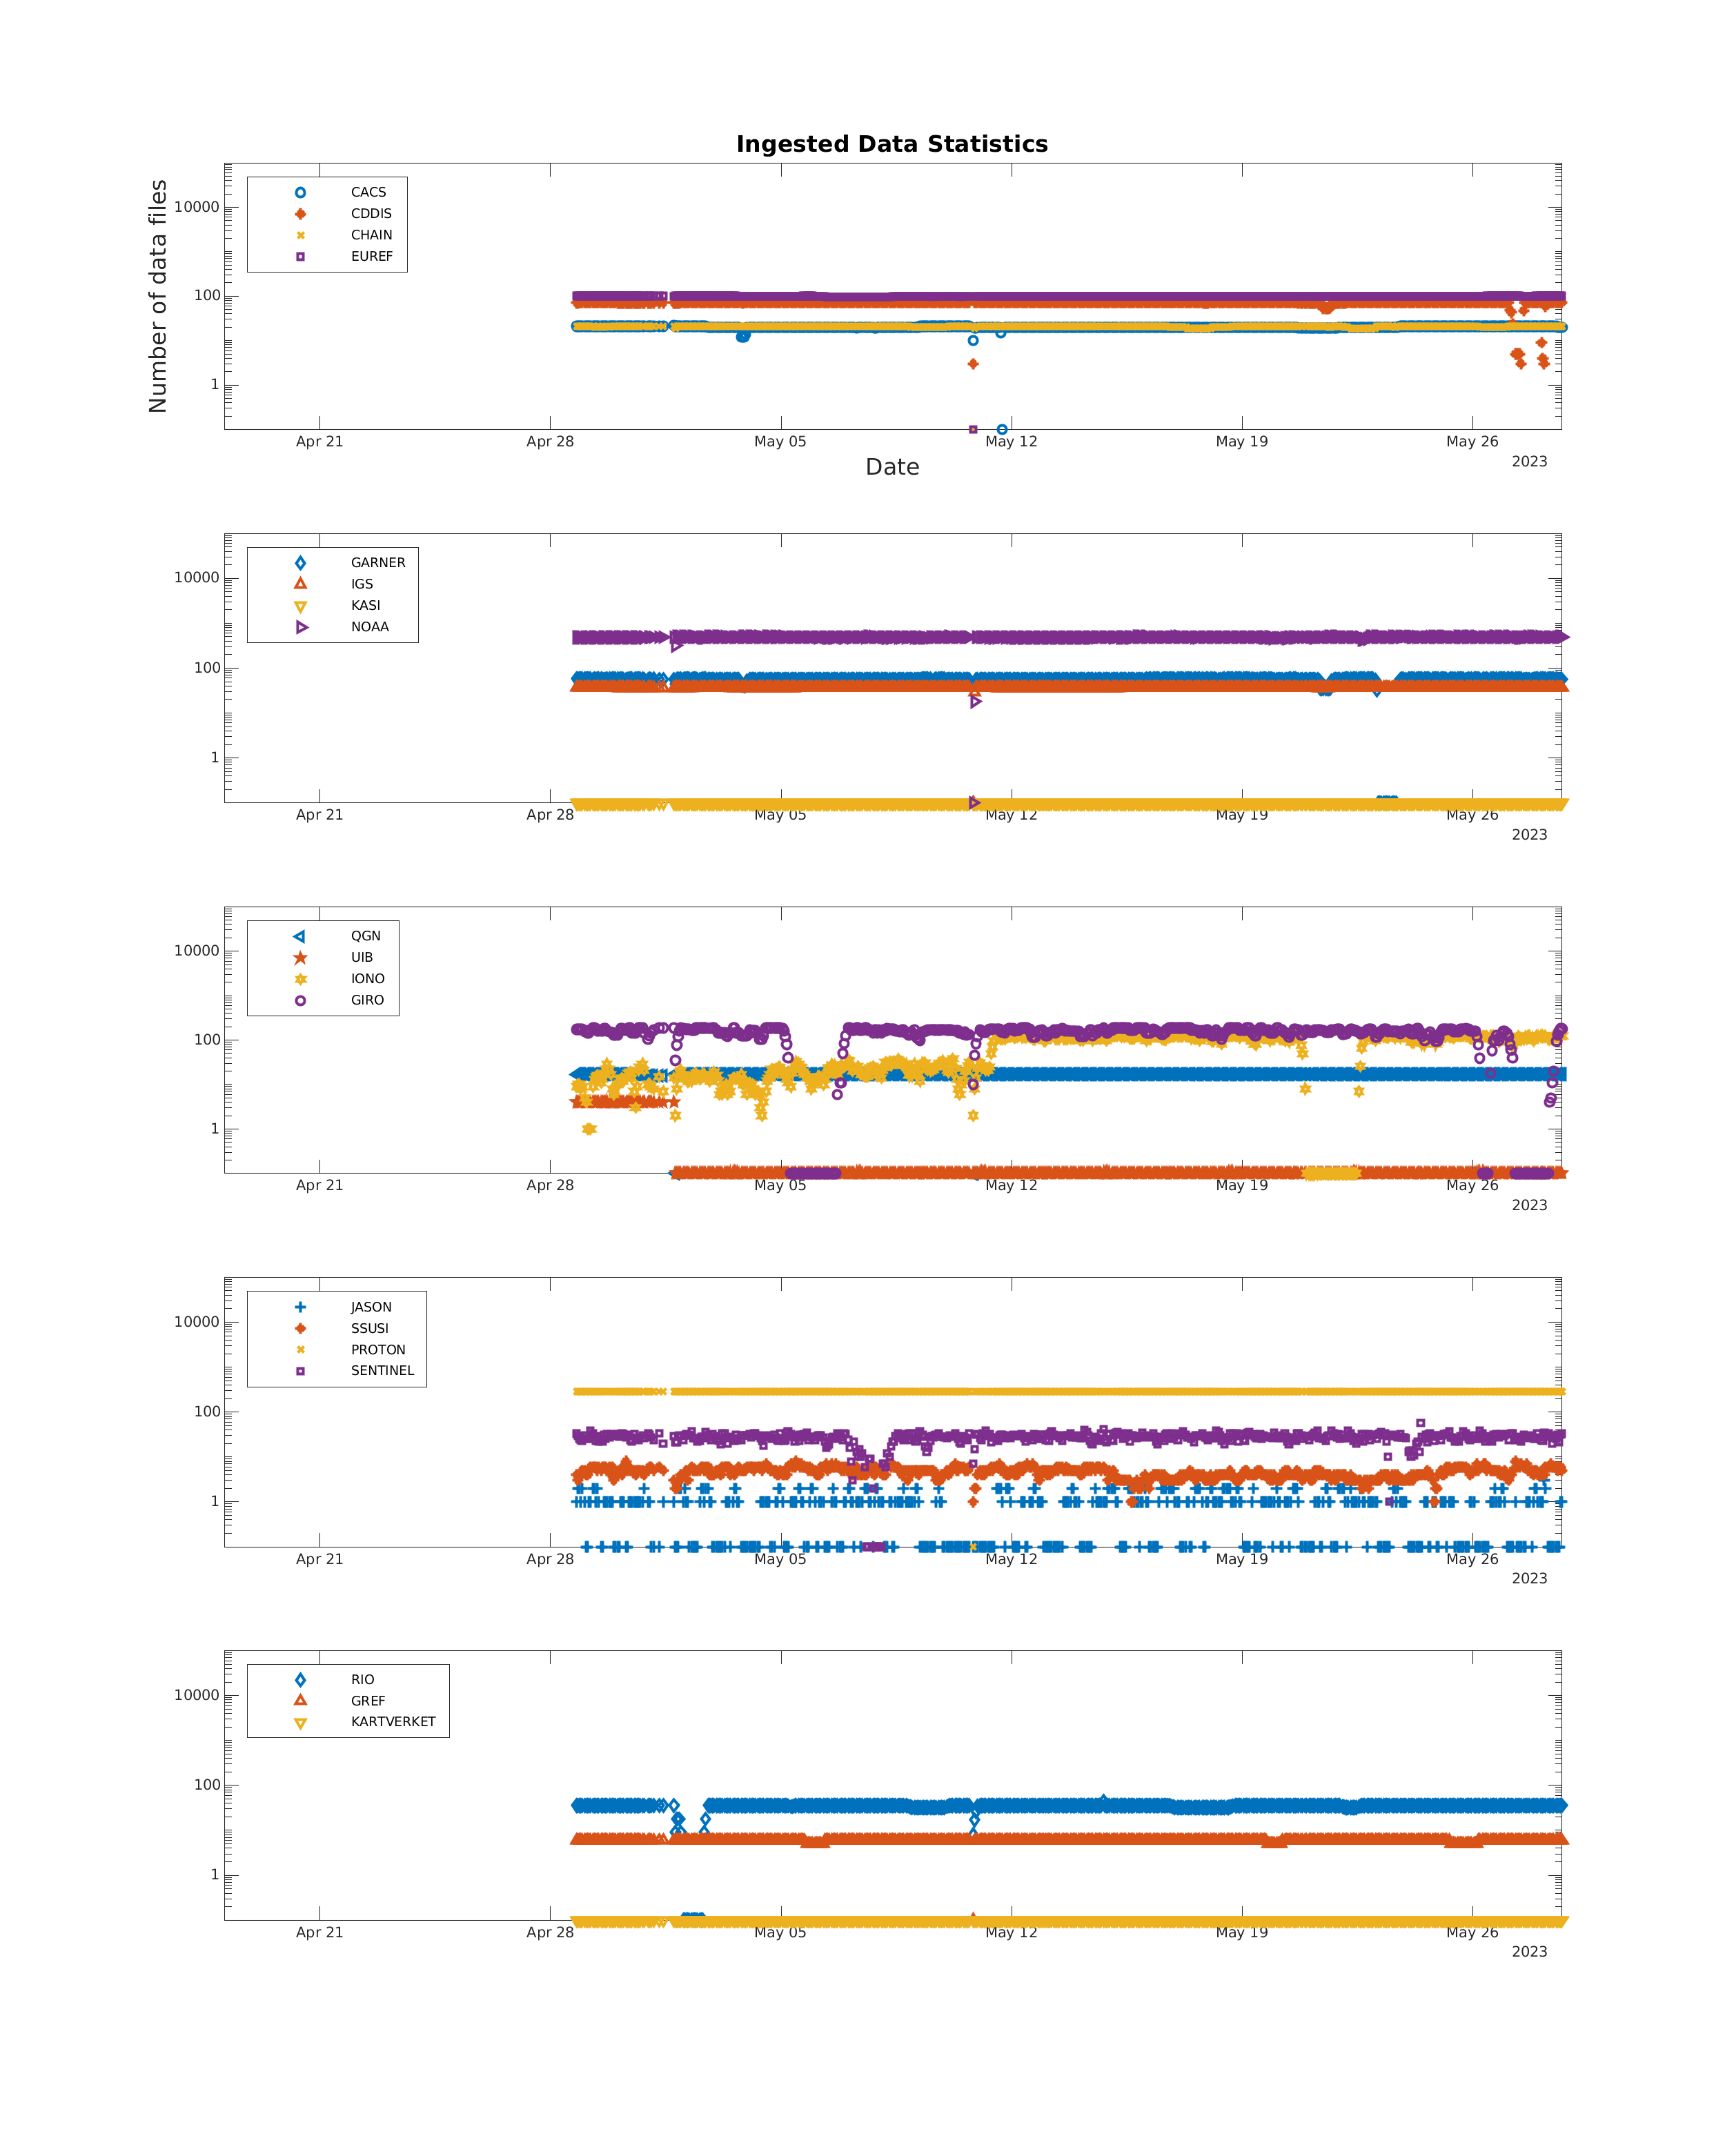 Ingested Data Statistics
Number of data files
10000
100
1
CACS
CDDIS
CHAIN
EUREF
Apr 21 Apr 28 May 05 May 12 May 19 May 26
2023
Date
10000
100
1
GARNER
IGS
KASI
NOAA
Apr 21 Apr 28 May 05 May 12 May 19 May 26
2023
10000
100
1
QGN
UIB
IONO
GIRO
Apr 21 Apr 28 May 05 May 12 May 19 May 26
2023
10000
100
1
JASON
SSUSI
PROTON
SENTINEL
Apr 21 Apr 28 May 05 May 12 May 19 May 26
2023
10000
100
1
RIO
GREF
KARTVERKET
Apr 21 Apr 28 May 05 May 12 May 19 May 26
2023